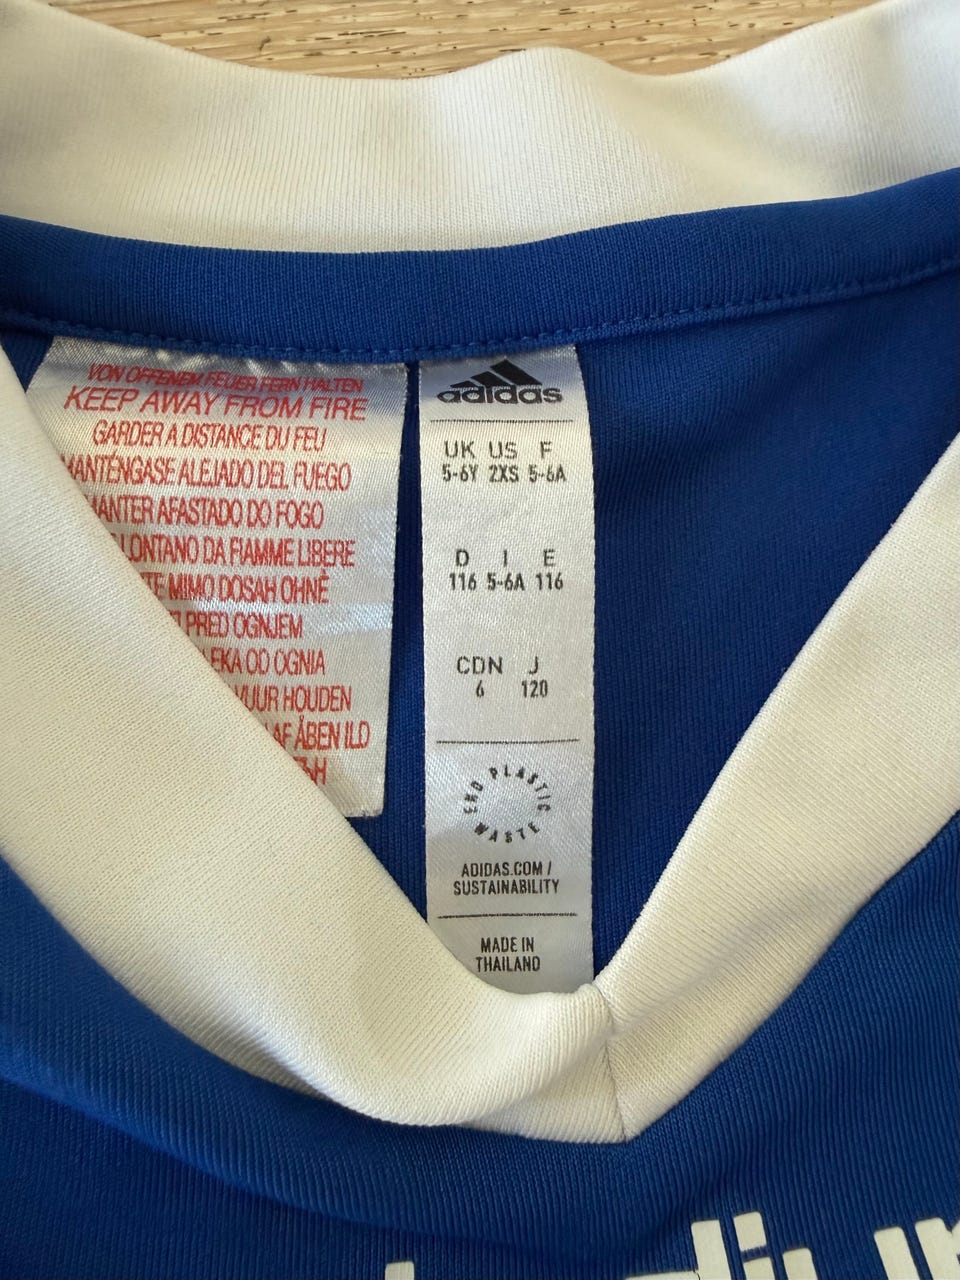 VON OFFENEM FEUER FERN HALTEN
KEEP AWAY FROM FIRE
GARDER A DISTANCE DU FEU
MANTÉNGASE ALEJADO DEL FUEGO
MANTER AFASTADO DO FOGO
LONTANO DA FIAMME LIBERE
MIMO DOSAH OHNĚ
PRED OGNJEM
OD OGNIA
VUUR HOUDEN
AF ÅBEN ILD
adidas
UK US F
5-6Y 2XS 5-6A
D I E
116 5-6A 116
CDN J
6 120
END PLASTIC WASTE
ADIDAS.COM /
SUSTAINABILITY
MADE IN
THAILAND